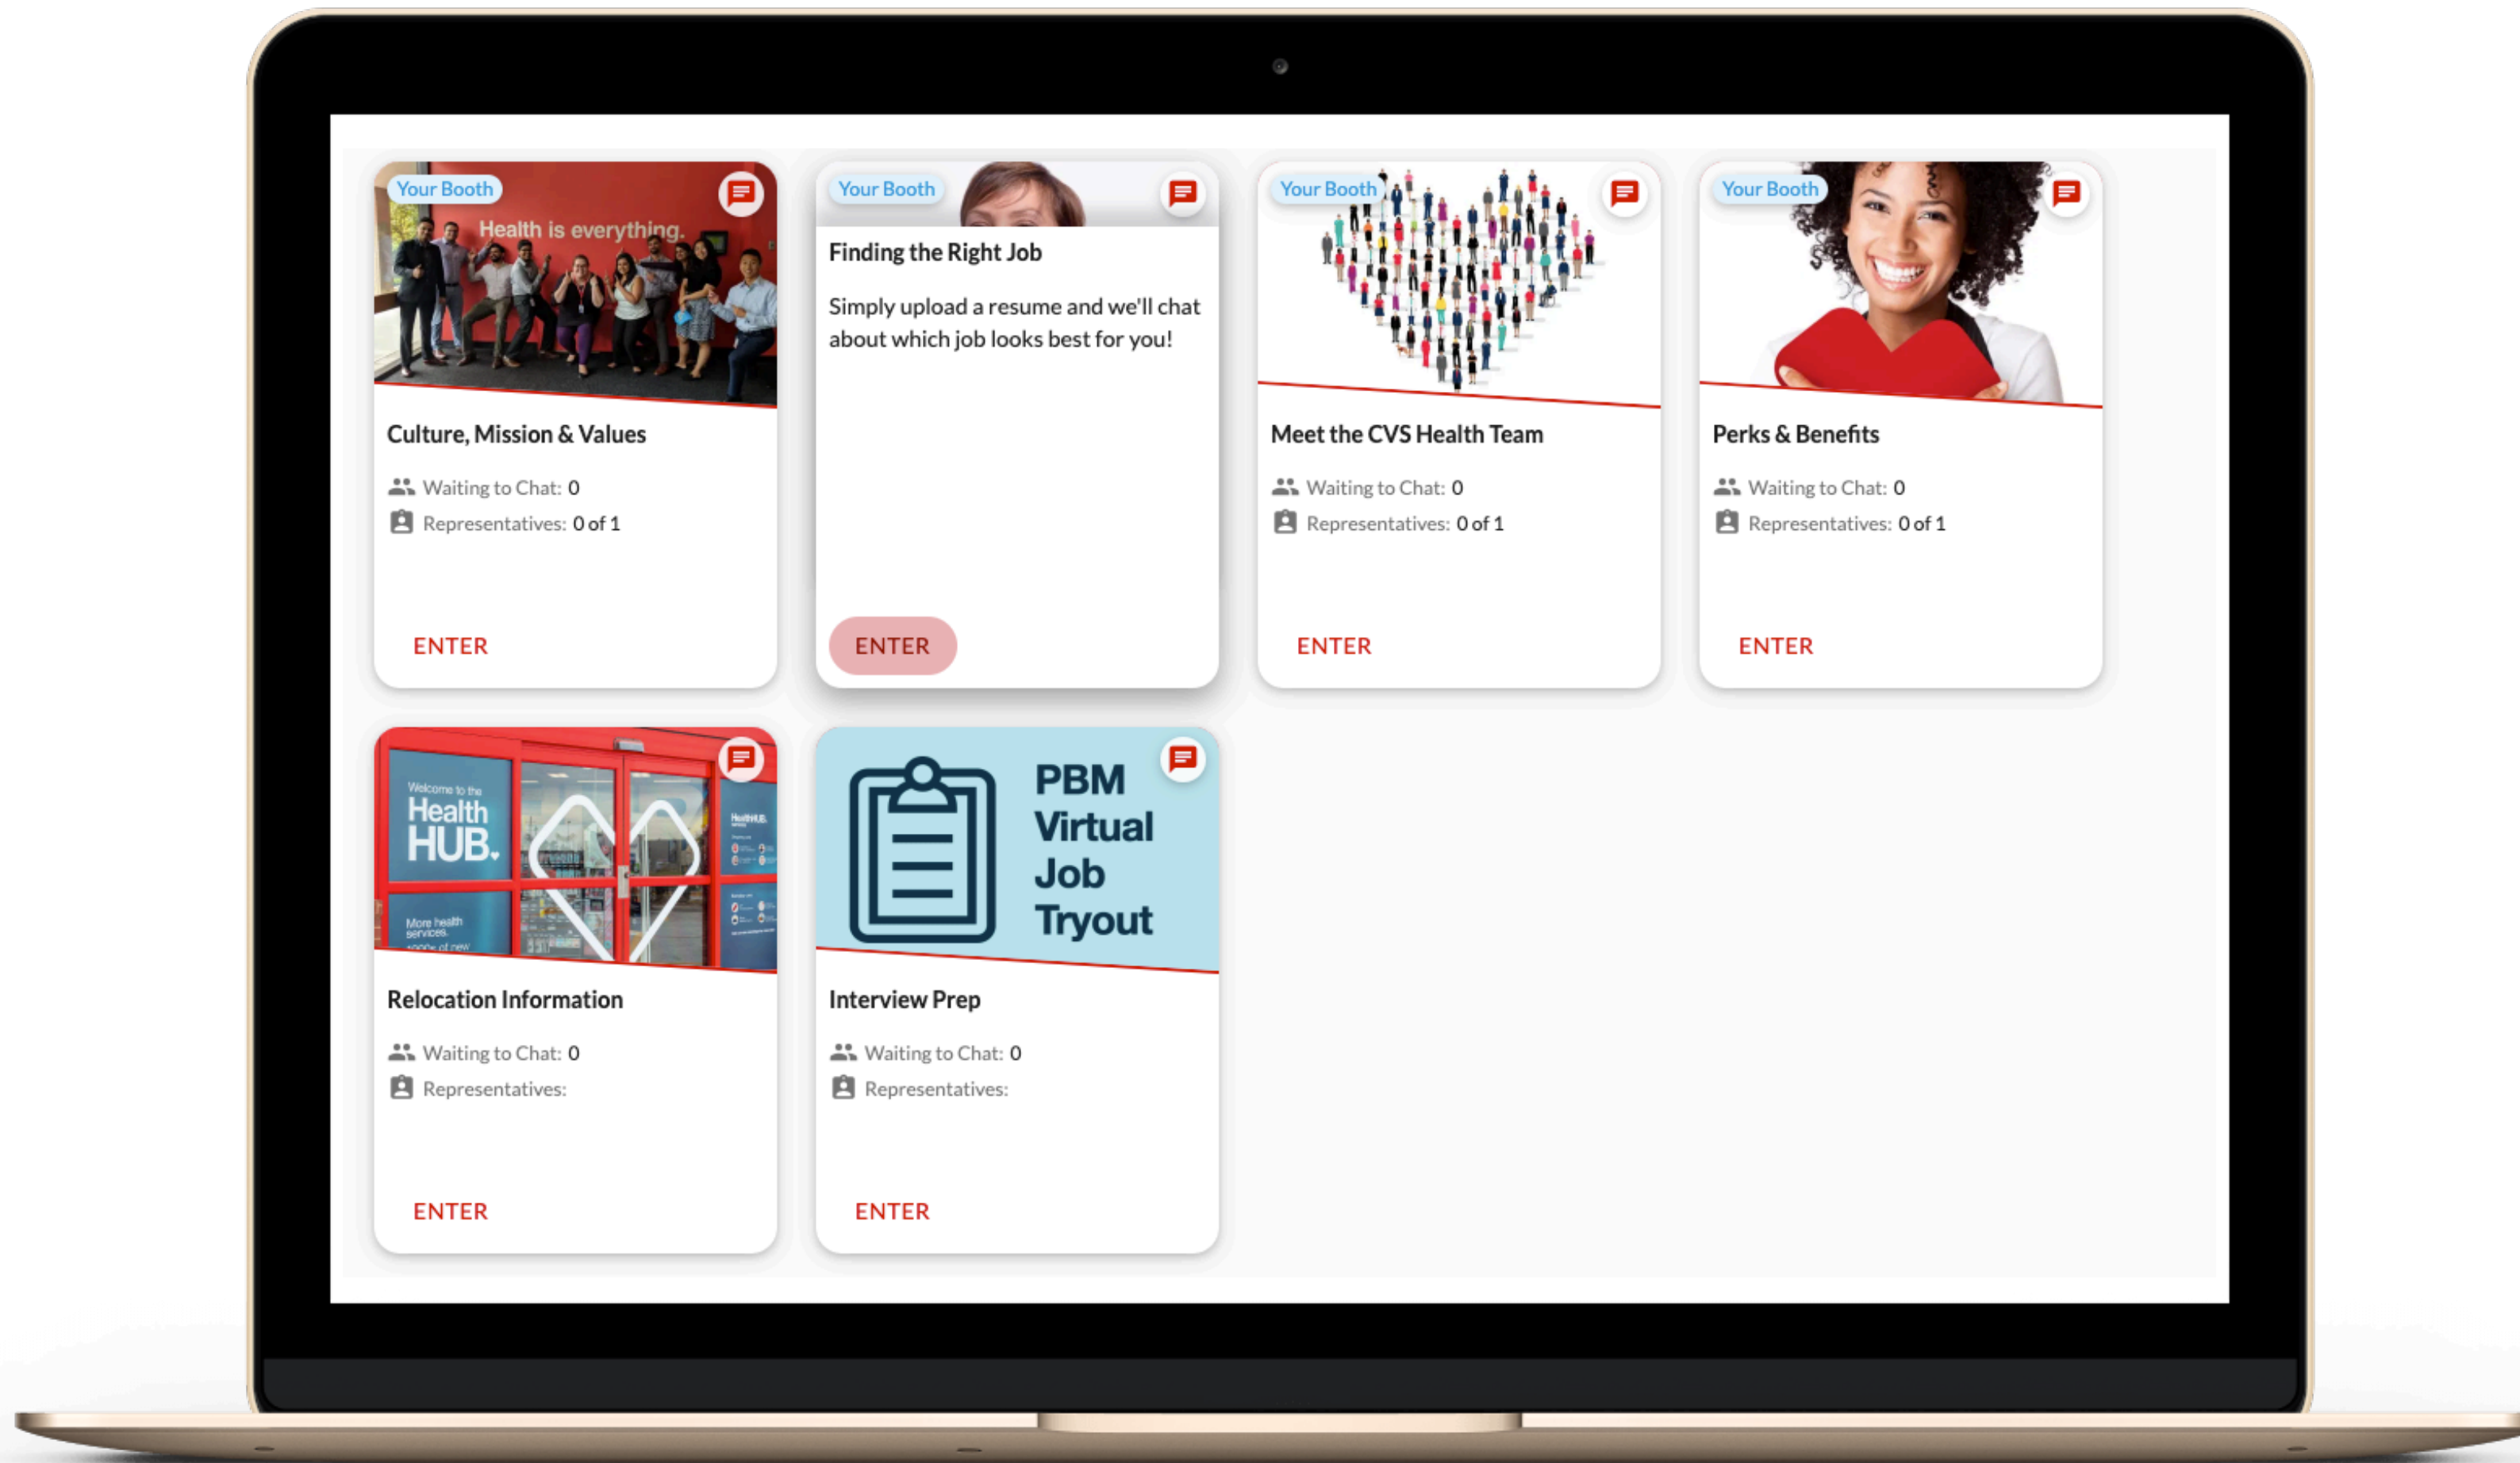 Your Booth
Health is everything.
Culture, Mission & Values
Waiting to Chat: 0
Representatives: 0 of 1
ENTER
Your Booth
Finding the Right Job
Simply upload a resume and we'll chat
about which job looks best for you!
ENTER
Your Booth
Meet the CVS Health Team
Waiting to Chat: 0
Representatives: 0 of 1
ENTER
Your Booth
Perks & Benefits
Waiting to Chat: 0
Representatives: 0 of 1
ENTER
Welcome to the
Health
HUB.
More health
services.
HealthHUB.
Relocation Information
Waiting to Chat: 0
Representatives:
ENTER
PBM
Virtual
Job
Tryout
Interview Prep
Waiting to Chat: 0
Representatives:
ENTER